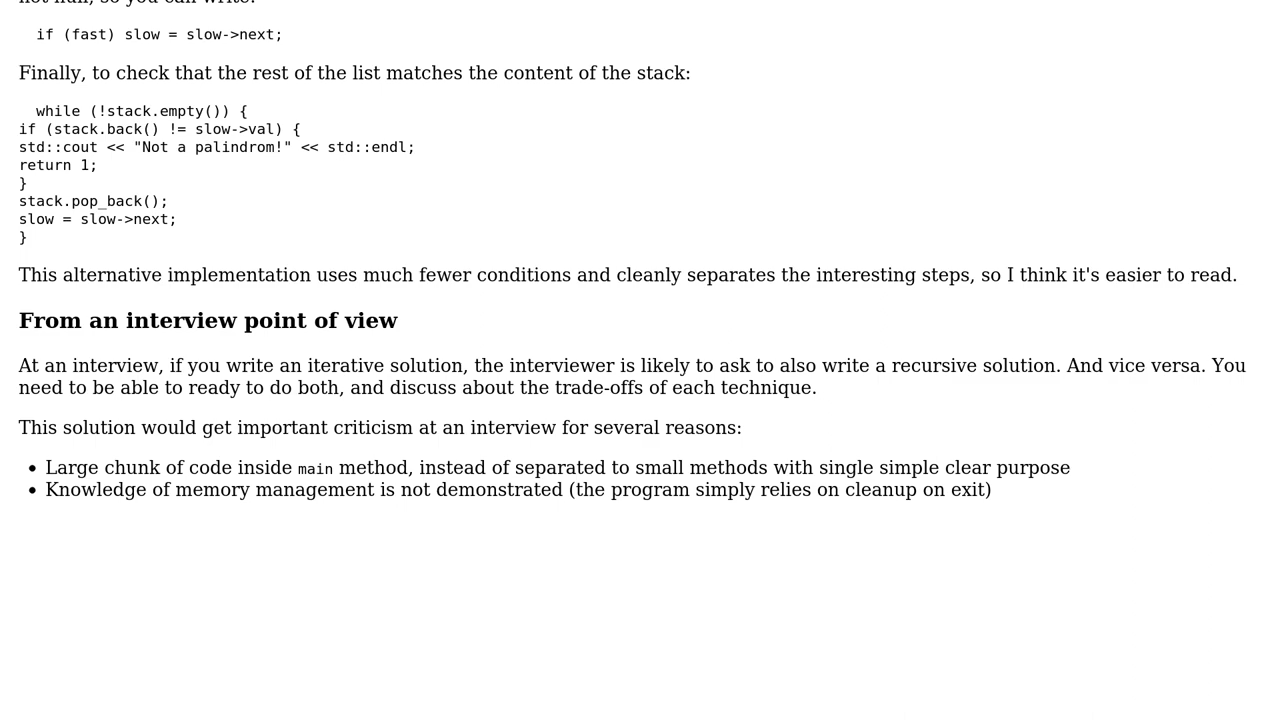 not null, so you can write:
if (fast) slow = slow->next;
Finally, to check that the rest of the list matches the content of the stack:
while (!stack.empty()) {
if (stack.back() != slow->val) {
std::cout << "Not a palindrom!" << std::endl;
return 1;
}
stack.pop_back();
slow = slow->next;
}
This alternative implementation uses much fewer conditions and cleanly separates the interesting steps, so I think it's easier to read.
From an interview point of view
At an interview, if you write an iterative solution, the interviewer is likely to ask to also write a recursive solution. And vice versa. You
need to be able to ready to do both, and discuss about the trade-offs of each technique.
This solution would get important criticism at an interview for several reasons:
• Large chunk of code inside main method, instead of separated to small methods with single simple clear purpose
• Knowledge of memory management is not demonstrated (the program simply relies on cleanup on exit)